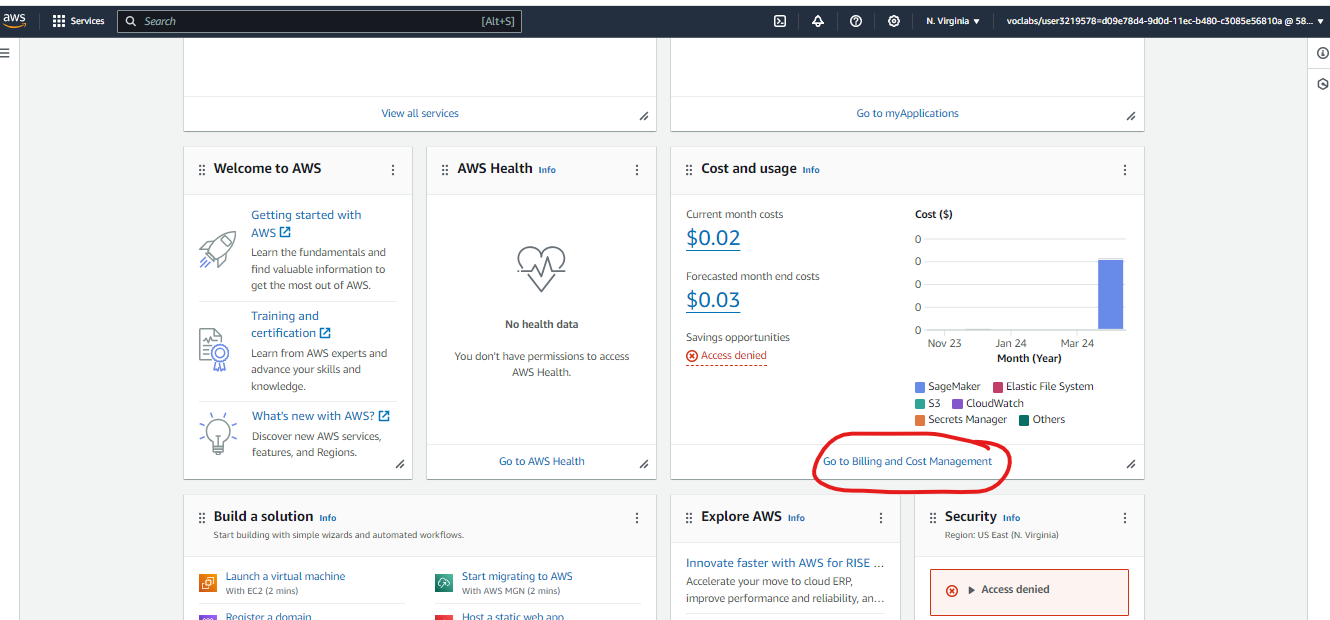 aws
Services
Search
[Alt+S]
N. Virginia
voclabs/user3219578=d09e78d4-9d0d-11ec-b480-c3085e56810a @ 58...
View all services
Go to myApplications
Welcome to AWS
Getting started with
AWS
Learn the fundamentals and
find valuable information to
get the most out of AWS.
Training and
certification
Learn from AWS experts and
advance your skills and
knowledge.
What's new with AWS?
Discover new AWS services,
features, and Regions.
AWS Health Info
No health data
You don't have permissions to access
AWS Health.
Go to AWS Health
Cost and usage Info
Current month costs
$0.02
Forecasted month end costs
$0.03
Savings opportunities
Access denied
Cost ($)
0
0
0
0
0
Nov 23 Jan 24 Mar 24
Month (Year)
SageMaker Elastic File System
S3 CloudWatch
Secrets Manager Others
Go to Billing and Cost Management
Build a solution Info
Start building with simple wizards and automated workflows.
Launch a virtual machine
With EC2 (2 mins)
Start migrating to AWS
With AWS MGN (2 mins)
Register a domain
Host a static web app
Explore AWS Info
Innovate faster with AWS for RISE ...
Accelerate your move to cloud ERP,
improve performance and reliability, an...
Security Info
Region: US East (N. Virginia)
Access denied